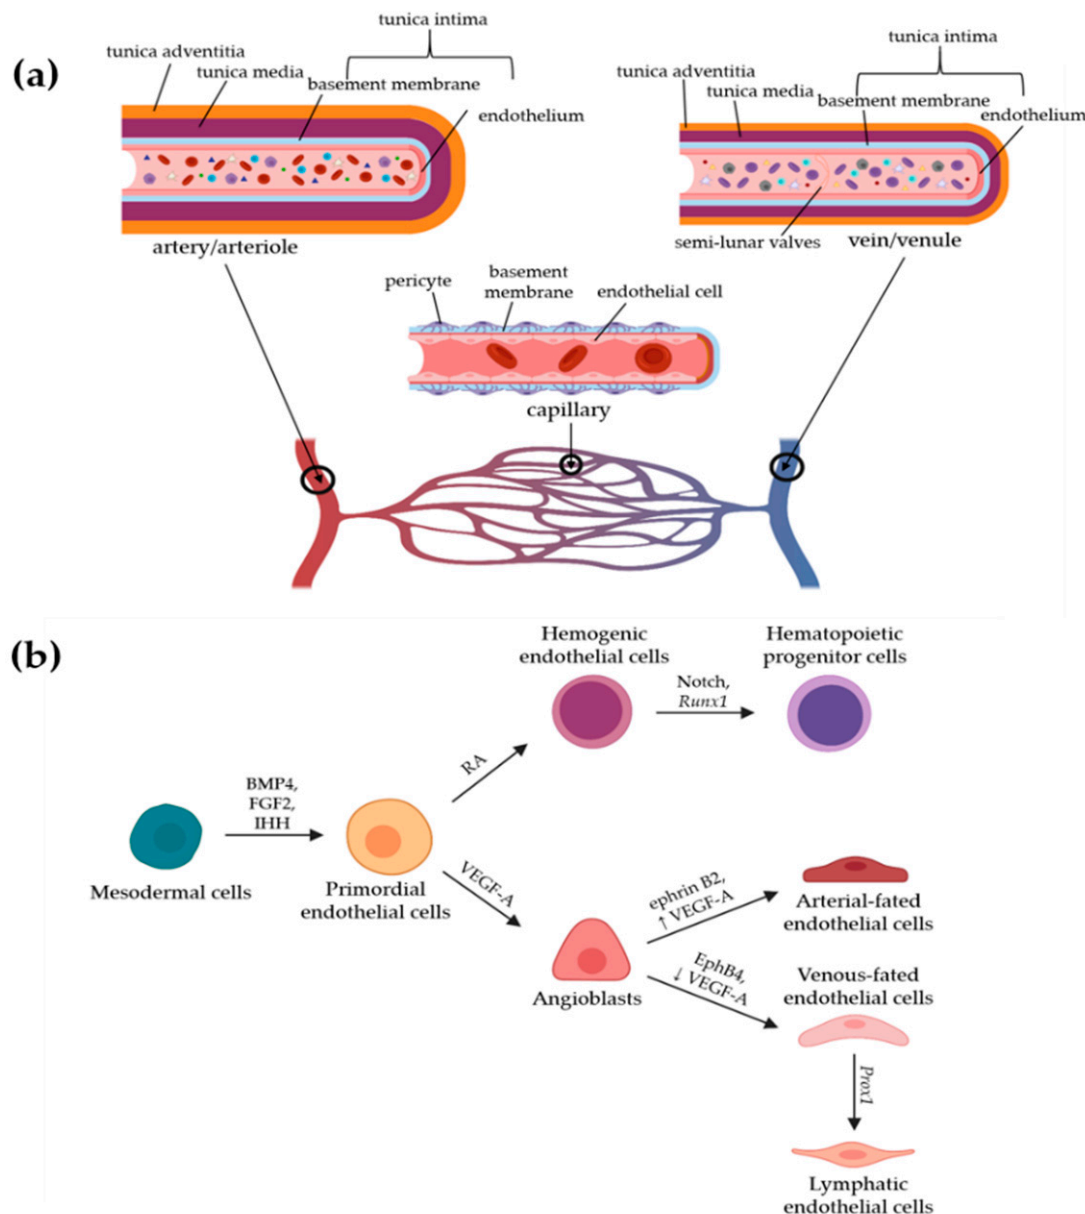 (a)
tunica intima
tunica adventitia
tunica media
basement membrane
endothelium
artery/arteriole
tunica intima
tunica adventitia
tunica media
basement membrane
endothelium
semi-lunar valves
vein/venule
pericyte
basement
membrane
endothelial cell
capillary
(b)
Hemogenic
endothelial cells
Notch,
Runx1
Hematopoietic
progenitor cells
RA
BMP4,
FGF2,
IHH
Mesodermal cells
Primordial
endothelial cells
VEGF-A
Angioblasts
ephrin B2,
↑ VEGF-A
Arterial-fated
endothelial cells
EphB4,
↓ VEGF-A
Venous-fated
endothelial cells
Prox1
Lymphatic
endothelial cells